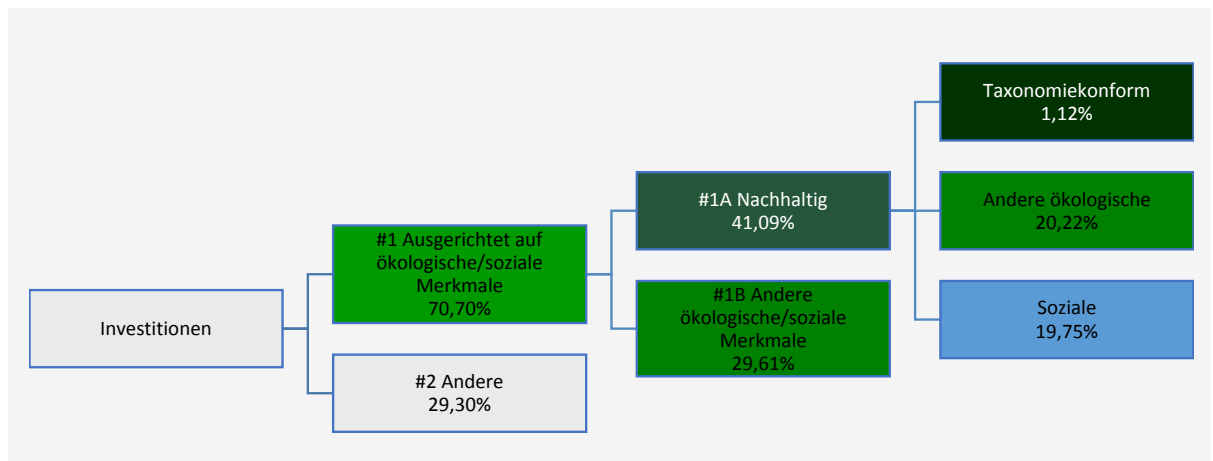 Investitionen
#1 Ausgerichtet auf
ökologische/soziale
Merkmale
70,70%
#2 Andere
29,30%
#1A Nachhaltig
41,09%
#1B Andere
ökologische/soziale
Merkmale
29,61%
Taxonomiekonform
1,12%
Andere ökologische
20,22%
Soziale
19,75%